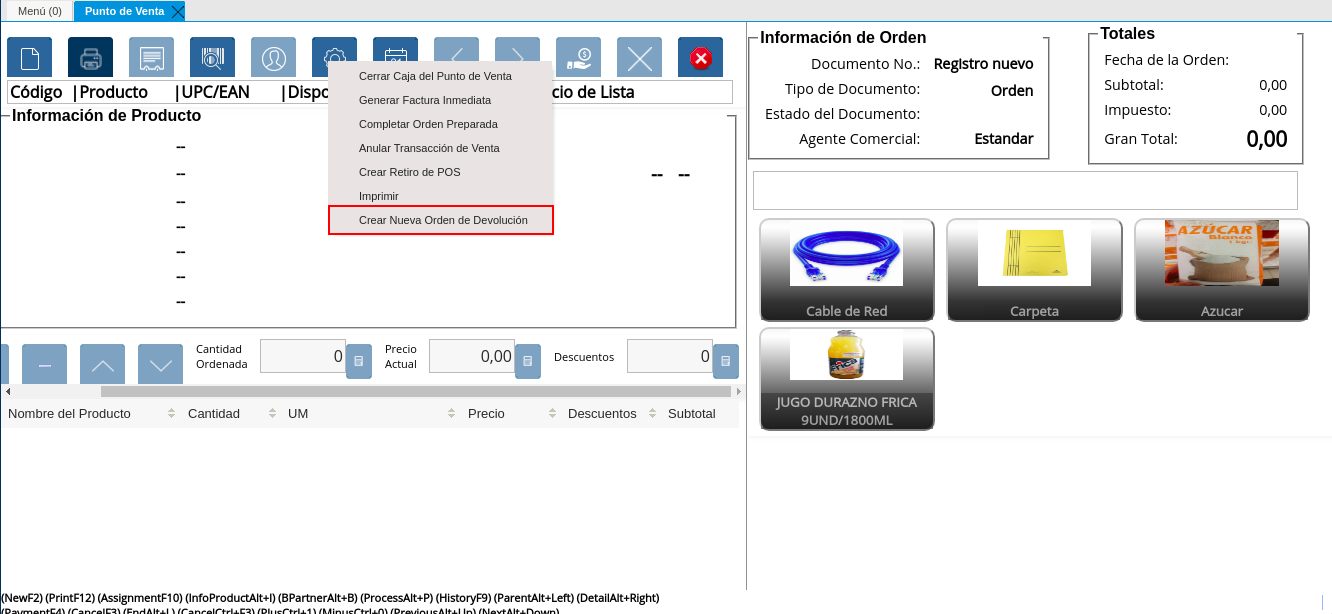 Menú (0)
Punto de Venta
Código |Producto |UPC/EAN |Dispo cio de Lista
Cerrar Caja del Punto de Venta
Generar Factura Inmediata
Completar Orden Preparada
Anular Transacción de Venta
Crear Retiro de POS
Imprimir
Crear Nueva Orden de Devolución
Información de Producto
--
-- -- --
--
--
--
--
--
Cantidad Ordenada
0
Precio Actual
0,00
Descuentos
0
Nombre del Producto Cantidad UM Precio Descuentos Subtotal
Información de Orden
Documento No.: Registro nuevo
Tipo de Documento: Orden
Estado del Documento:
Agente Comercial: Estandar
Totales
Fecha de la Orden:
Subtotal: 0,00
Impuesto: 0,00
Gran Total: 0,00
AZÚCAR
Blanco
1 kg
Cable de Red
Carpeta
Azucar
JUGO DURAZNO FRICA
9UND/1800ML
(NewF2) (PrintF12) (AssignmentF10) (InfoProductAlt+I) (BPartnerAlt+B) (ProcessAlt+P) (HistoryF9) (ParentAlt+Left) (DetailAlt+Right)
(PaymentF4) (CancelF3) (EndAlt+L) (CancelCtrl+F3) (PlusCtrl+1) (MinusCtrl+0) (PreviousAlt+Up) (NextAlt+Down)